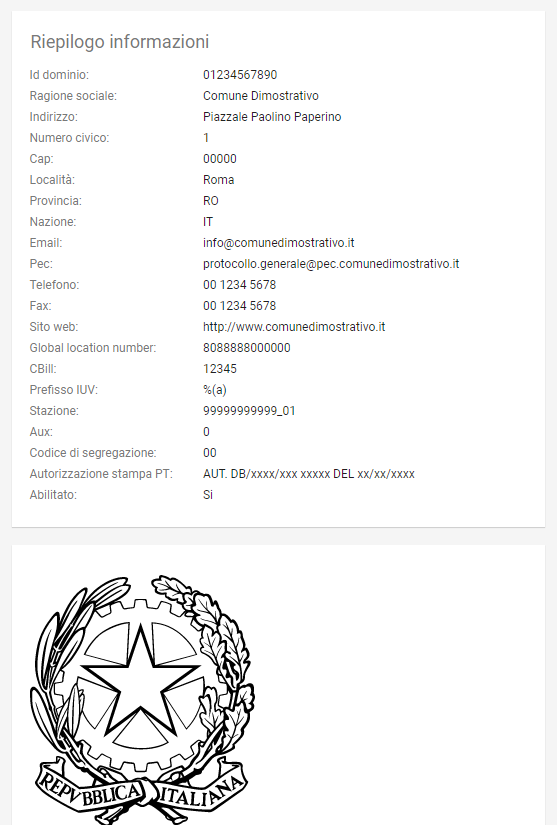 Riepilogo informazioni
Id dominio: 01234567890
Ragione sociale: Comune Dimostrativo
Indirizzo: Piazzale Paolino Paperino
Numero civico: 1
Cap: 00000
Località: Roma
Provincia: RO
Nazione: IT
Email: info@comunedimostrativo.it
Pec: protocollo.generale@pec.comunedimostrativo.it
Telefono: 00 1234 5678
Fax: 00 1234 5678
Sito web: http://www.comunedimostrativo.it
Global location number: 8088888000000
CBill: 12345
Prefisso IUV: %(a)
Stazione: 99999999999_01
Aux: 0
Codice di segregazione: 00
Autorizzazione stampa PT: AUT. DB/xxxx/xxx xxxxx DEL xx/xx/xxxx
Abilitato: Si
REPVBBLICA ITALIANA